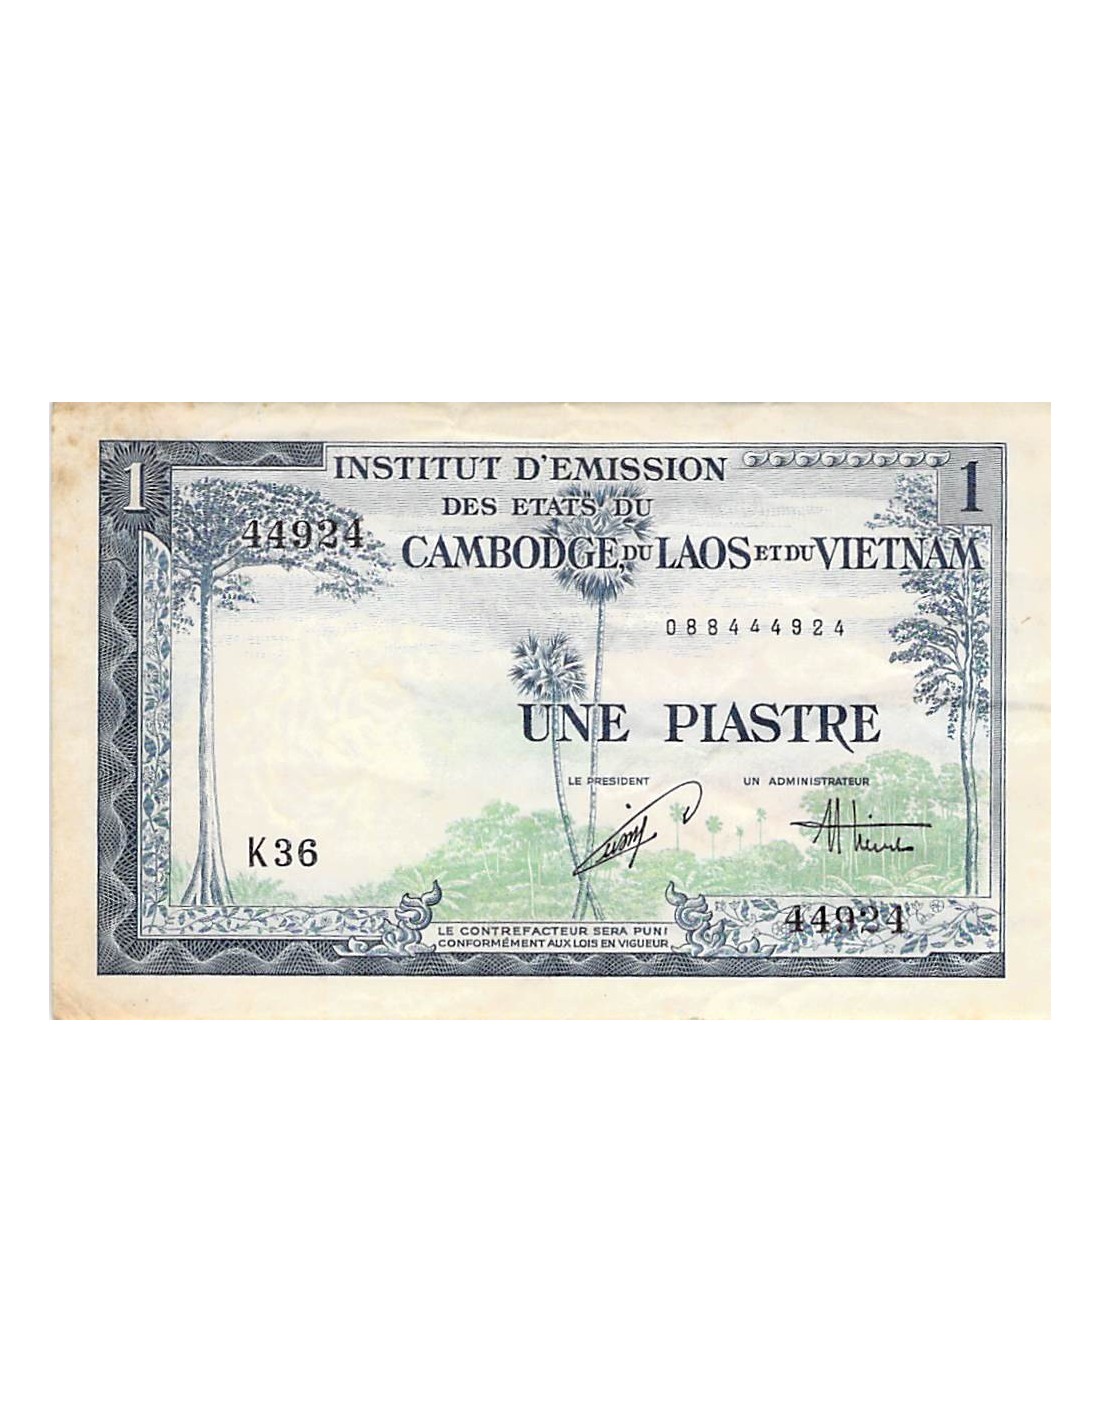 1
INSTITUT D'EMISSION
1
DES ETATS DU
44924
CAMBODGE, DU LAOS ET DU VIETNAM
088444924
UNE PIASTRE
LE PRESIDENT
UN ADMINISTRATEUR
K36
44924
LE CONTREFACTEUR SERA PUNI
CONFORMÉMENT AUX LOIS EN VIGUEUR